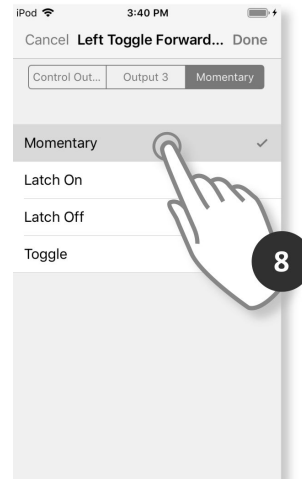 iPod 3:40 PM
Cancel Left Toggle Forward... Done
Control Out... Output 3 Momentary
Momentary
Latch On
Latch Off
Toggle
8